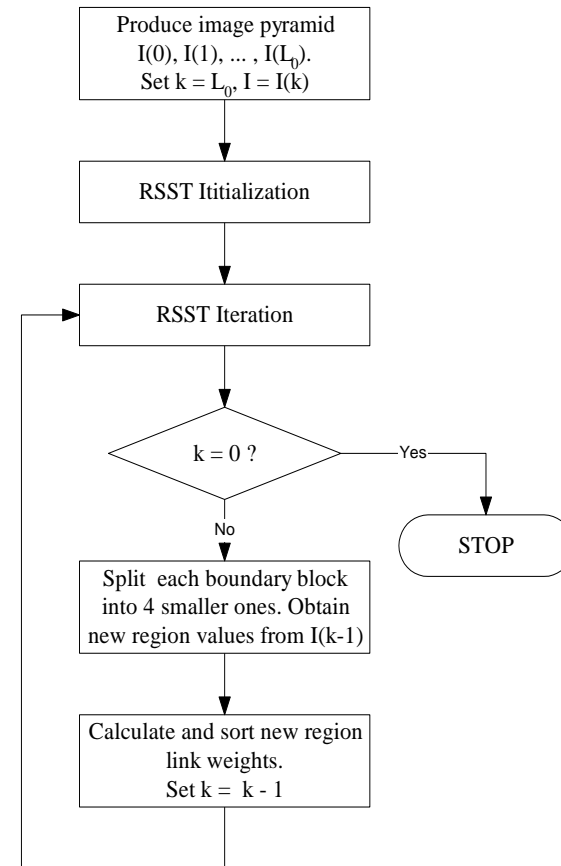 Produce image pyramid
I(0), I(1), ... , I(L₀).
Set k = L₀, I = I(k)
RSST Ititialization
RSST Iteration
k = 0 ?
Yes
No
STOP
Split each boundary block
into 4 smaller ones. Obtain
new region values from I(k-1)
Calculate and sort new region
link weights.
Set k = k - 1